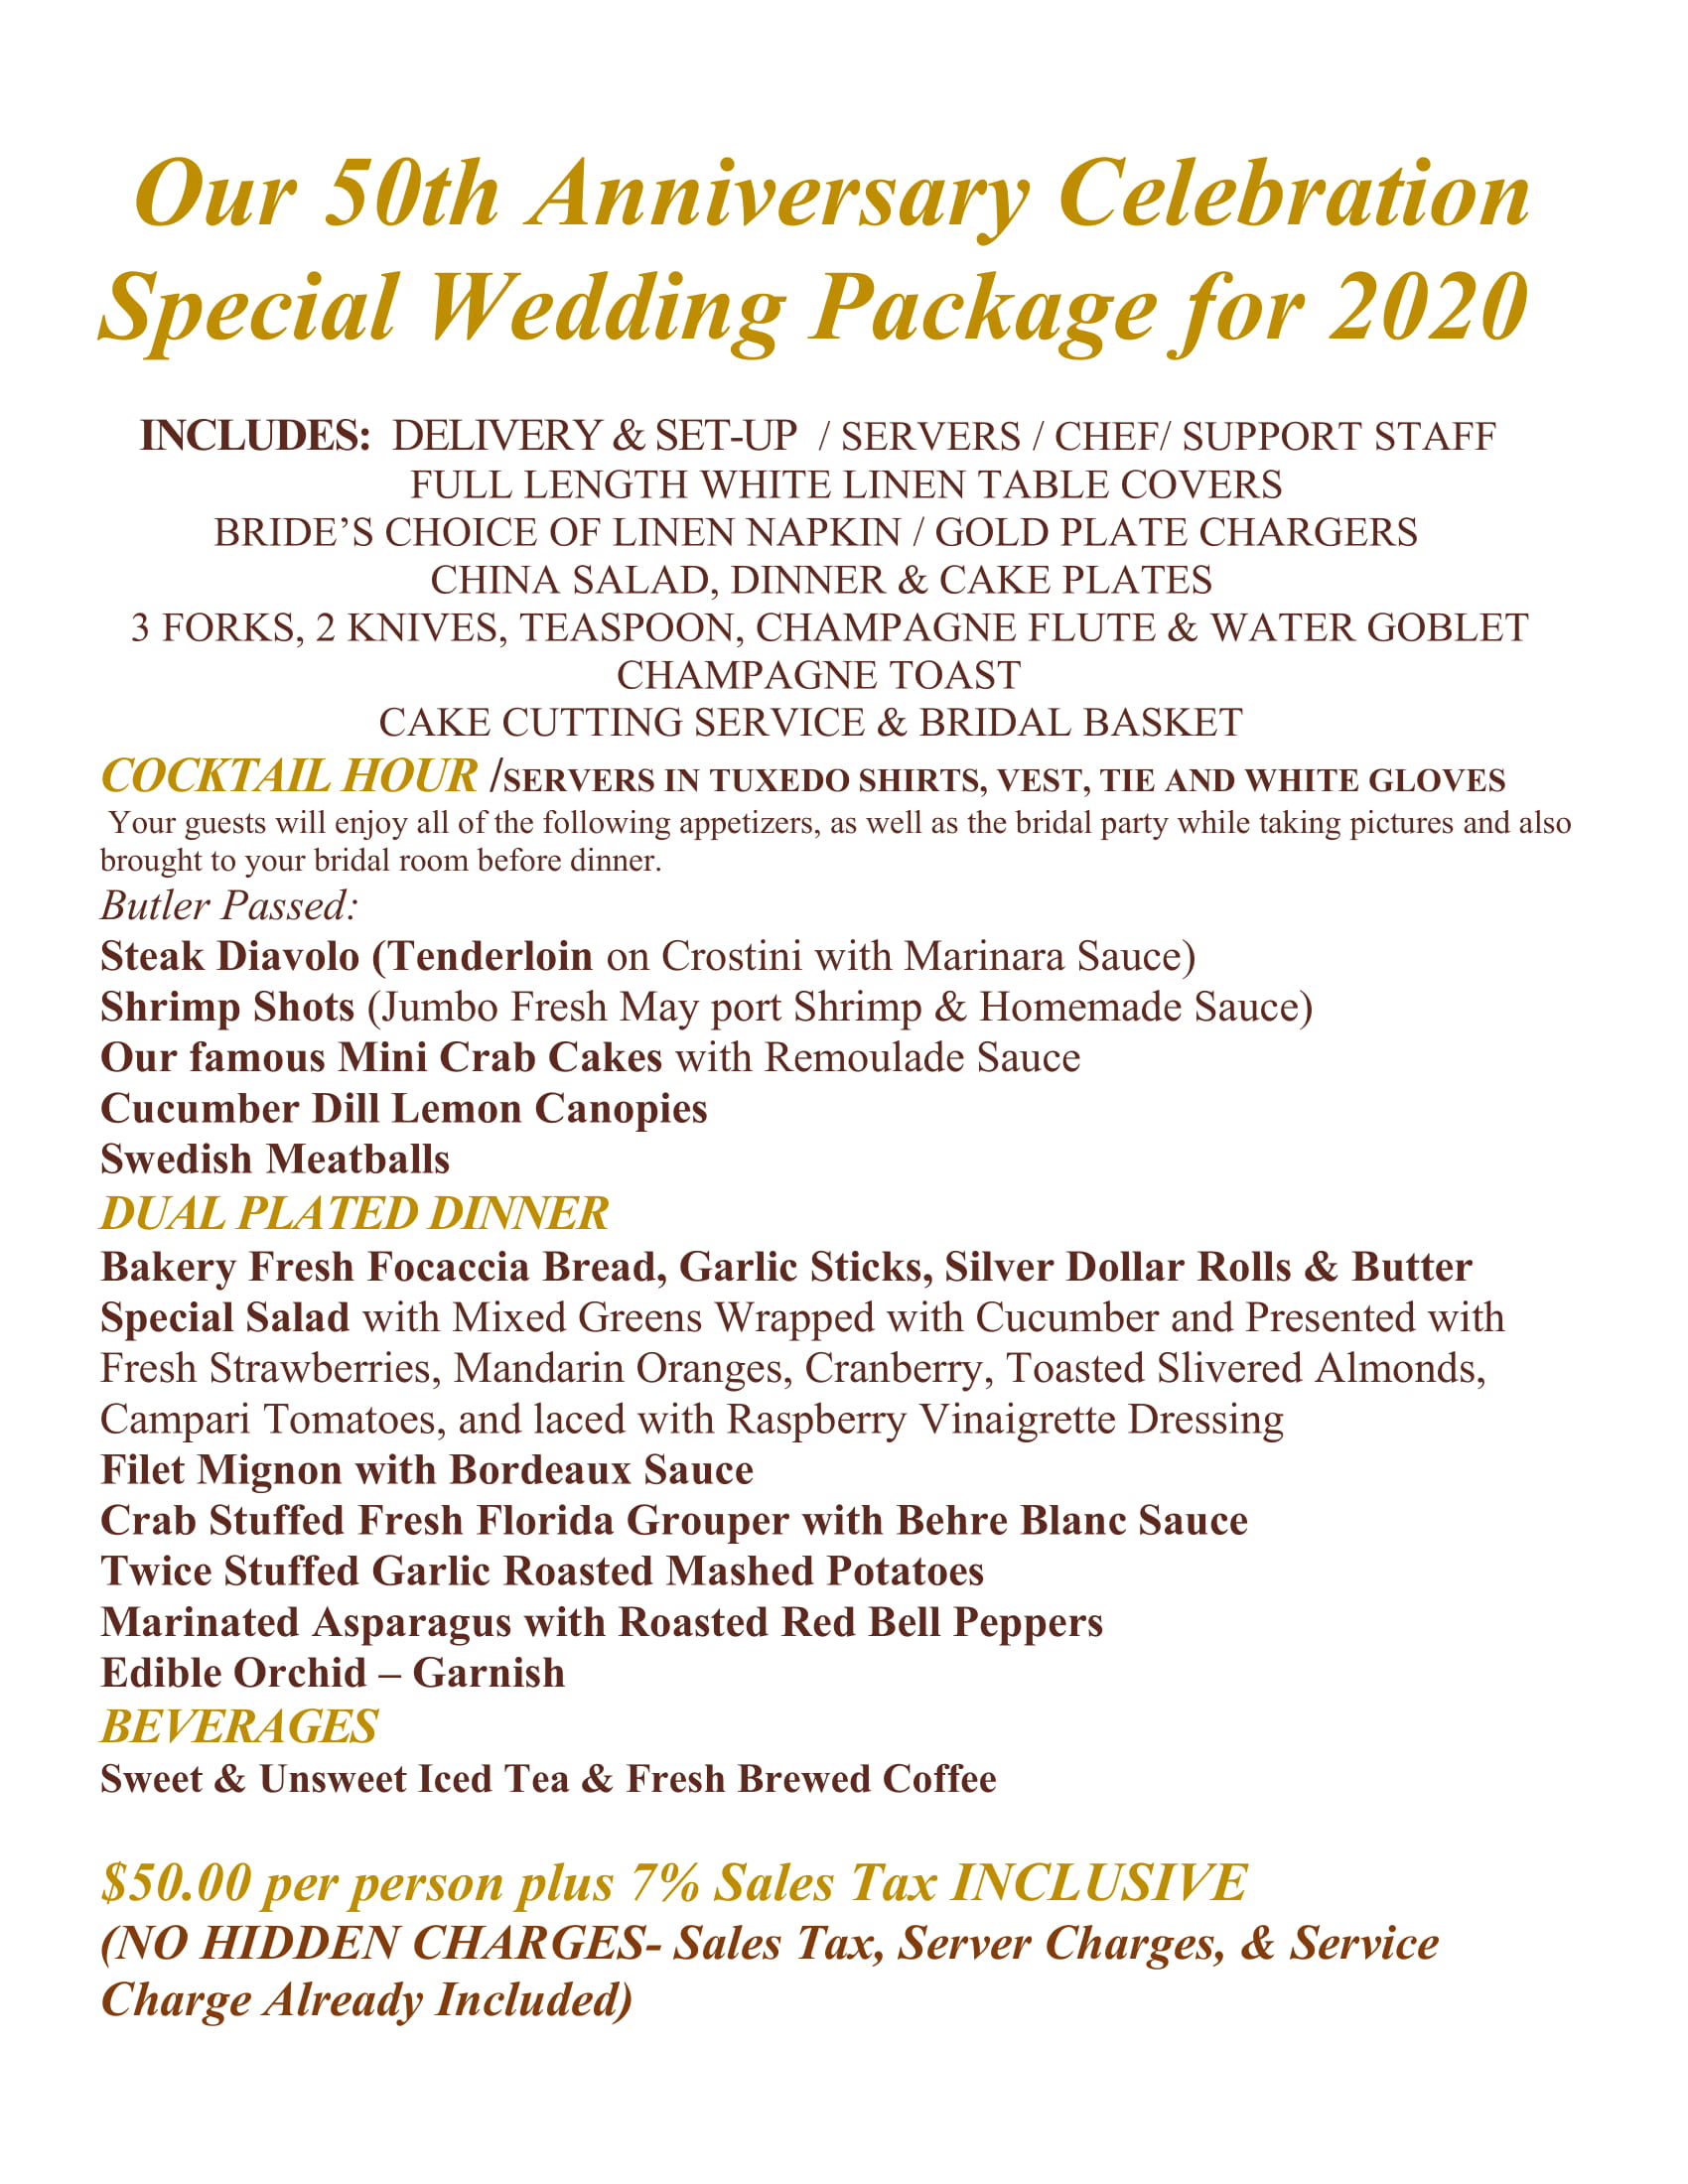 Our 50th Anniversary Celebration
Special Wedding Package for 2020
INCLUDES: DELIVERY & SET-UP / SERVERS / CHEF/ SUPPORT STAFF
FULL LENGTH WHITE LINEN TABLE COVERS
BRIDE’S CHOICE OF LINEN NAPKIN / GOLD PLATE CHARGERS
CHINA SALAD, DINNER & CAKE PLATES
3 FORKS, 2 KNIVES, TEASPOON, CHAMPAGNE FLUTE & WATER GOBLET
CHAMPAGNE TOAST
CAKE CUTTING SERVICE & BRIDAL BASKET
COCKTAIL HOUR /SERVERS IN TUXEDO SHIRTS, VEST, TIE AND WHITE GLOVES
Your guests will enjoy all of the following appetizers, as well as the bridal party while taking pictures and also
brought to your bridal room before dinner.
Butler Passed:
Steak Diavolo (Tenderloin on Crostini with Marinara Sauce)
Shrimp Shots (Jumbo Fresh May port Shrimp & Homemade Sauce)
Our famous Mini Crab Cakes with Remoulade Sauce
Cucumber Dill Lemon Canopies
Swedish Meatballs
DUAL PLATED DINNER
Bakery Fresh Focaccia Bread, Garlic Sticks, Silver Dollar Rolls & Butter
Special Salad with Mixed Greens Wrapped with Cucumber and Presented with
Fresh Strawberries, Mandarin Oranges, Cranberry, Toasted Slivered Almonds,
Campari Tomatoes, and laced with Raspberry Vinaigrette Dressing
Filet Mignon with Bordeaux Sauce
Crab Stuffed Fresh Florida Grouper with Behre Blanc Sauce
Twice Stuffed Garlic Roasted Mashed Potatoes
Marinated Asparagus with Roasted Red Bell Peppers
Edible Orchid – Garnish
BEVERAGES
Sweet & Unsweet Iced Tea & Fresh Brewed Coffee
$50.00 per person plus 7% Sales Tax INCLUSIVE
(NO HIDDEN CHARGES- Sales Tax, Server Charges, & Service
Charge Already Included)